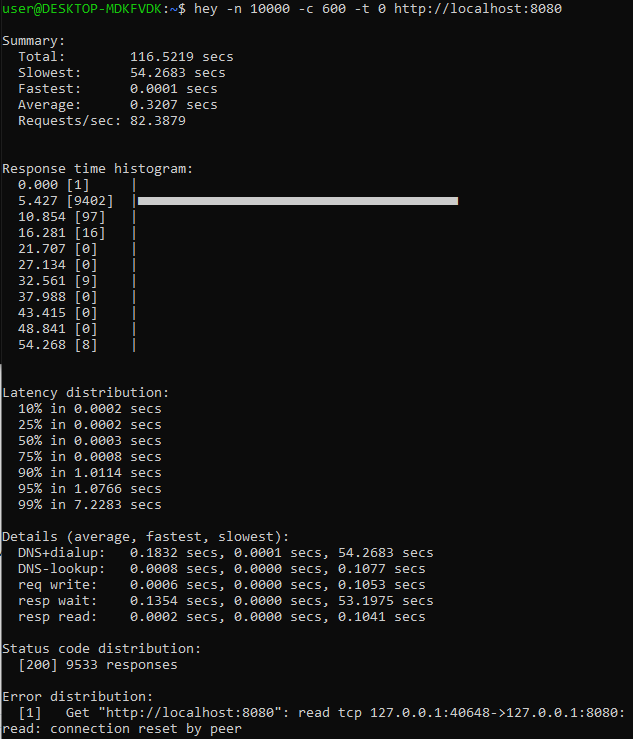 user@DESKTOP-MDKFVDK:~$ hey -n 10000 -c 600 -t 0 http://localhost:8080
Summary:
Total: 116.5219 secs
Slowest: 54.2683 secs
Fastest: 0.0001 secs
Average: 0.3207 secs
Requests/sec: 82.3879
Response time histogram:
0.000 [1] |
5.427 [9402] |
10.854 [97] |
16.281 [16] |
21.707 [0] |
27.134 [0] |
32.561 [9] |
37.988 [0] |
43.415 [0] |
48.841 [0] |
54.268 [8] |
Latency distribution:
10% in 0.0002 secs
25% in 0.0002 secs
50% in 0.0003 secs
75% in 0.0008 secs
90% in 1.0114 secs
95% in 1.0766 secs
99% in 7.2283 secs
Details (average, fastest, slowest):
DNS+dialup: 0.1832 secs, 0.0001 secs, 54.2683 secs
DNS-lookup: 0.0008 secs, 0.0000 secs, 0.1077 secs
req write: 0.0006 secs, 0.0000 secs, 0.1053 secs
resp wait: 0.1354 secs, 0.0000 secs, 53.1975 secs
resp read: 0.0002 secs, 0.0000 secs, 0.1041 secs
Status code distribution:
[200] 9533 responses
Error distribution:
[1] Get "http://localhost:8080": read tcp 127.0.0.1:40648->127.0.0.1:8080:
read: connection reset by peer